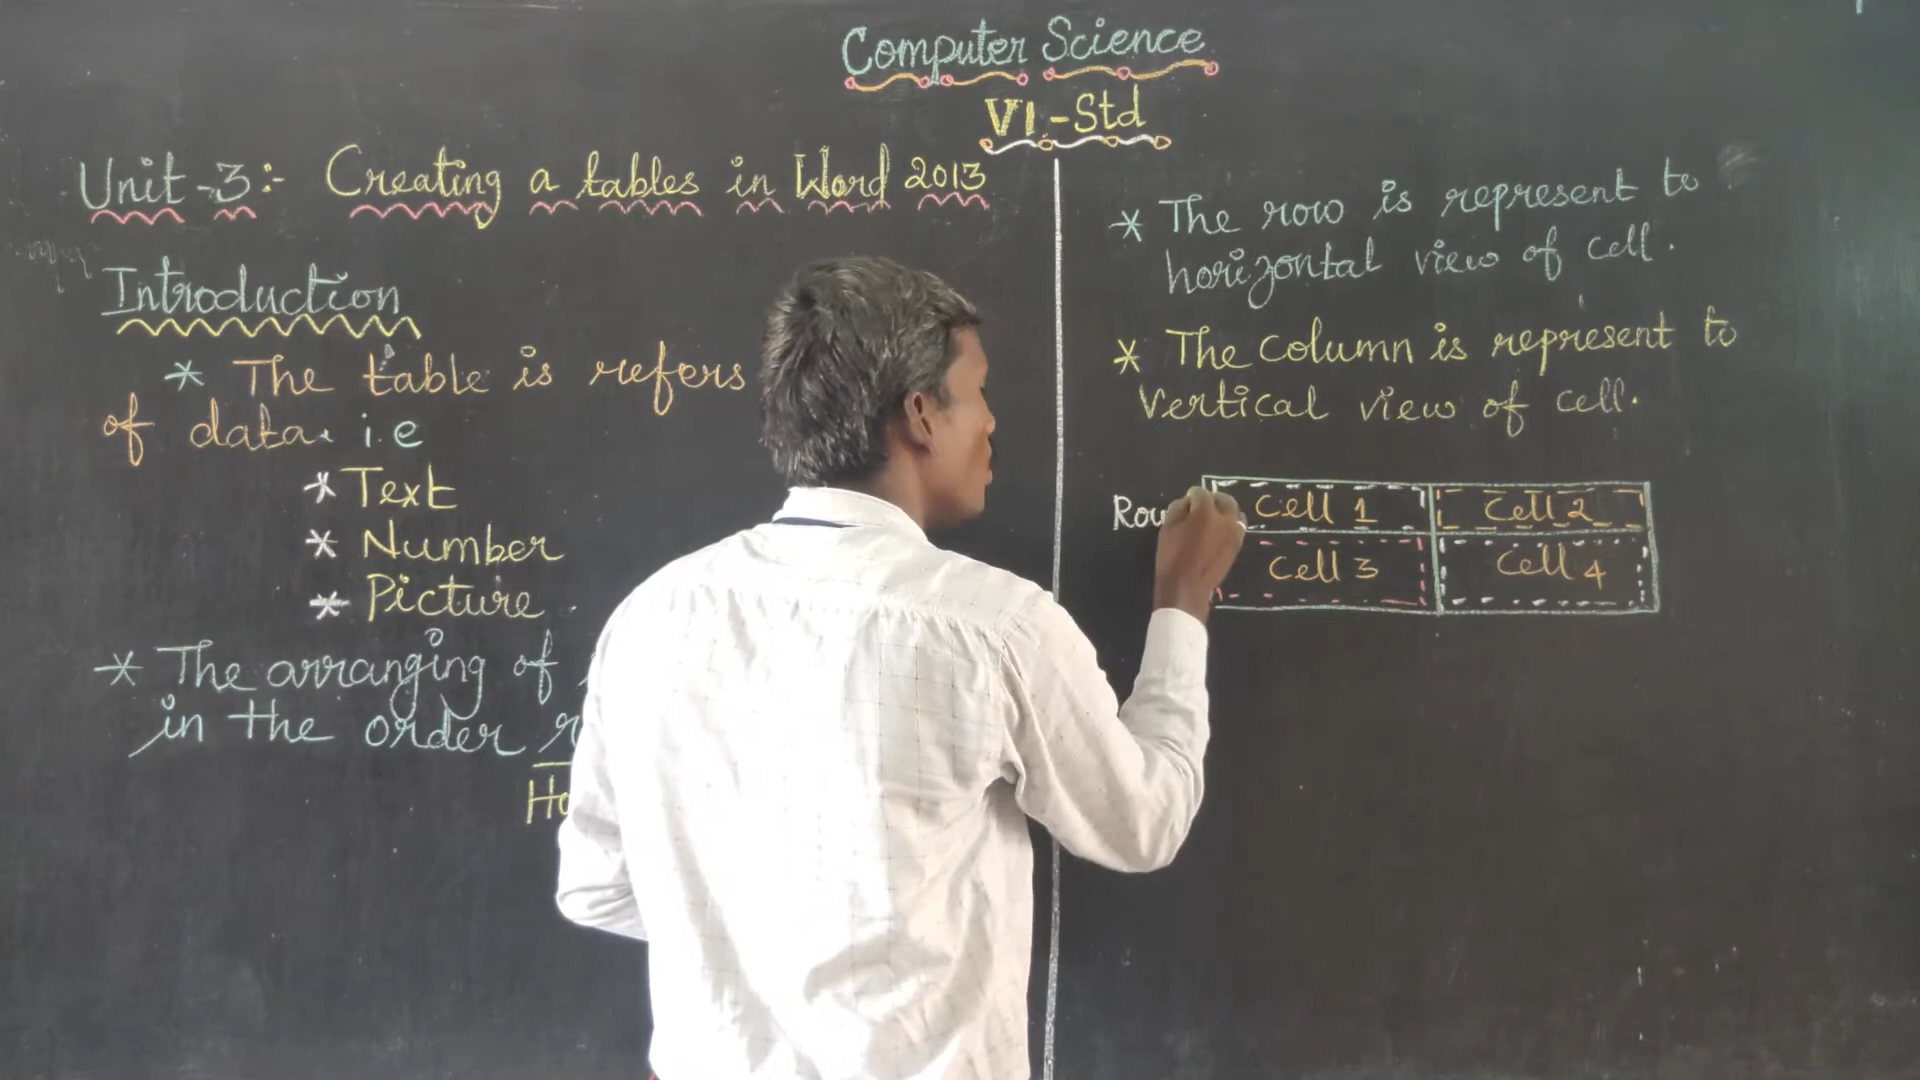 Computer Science
VI-Std
Unit-3:- Creating a tables in Word 2013
Introduction
* The table is refers
of data. i.e
* Text
* Number
* Picture.
* The arranging of
in the order
* The row is represent to
horizontal view of cell.
* The column is represent to
Vertical view of cell.
Row
Cell 1
Cell 2
Cell 3
Cell 4